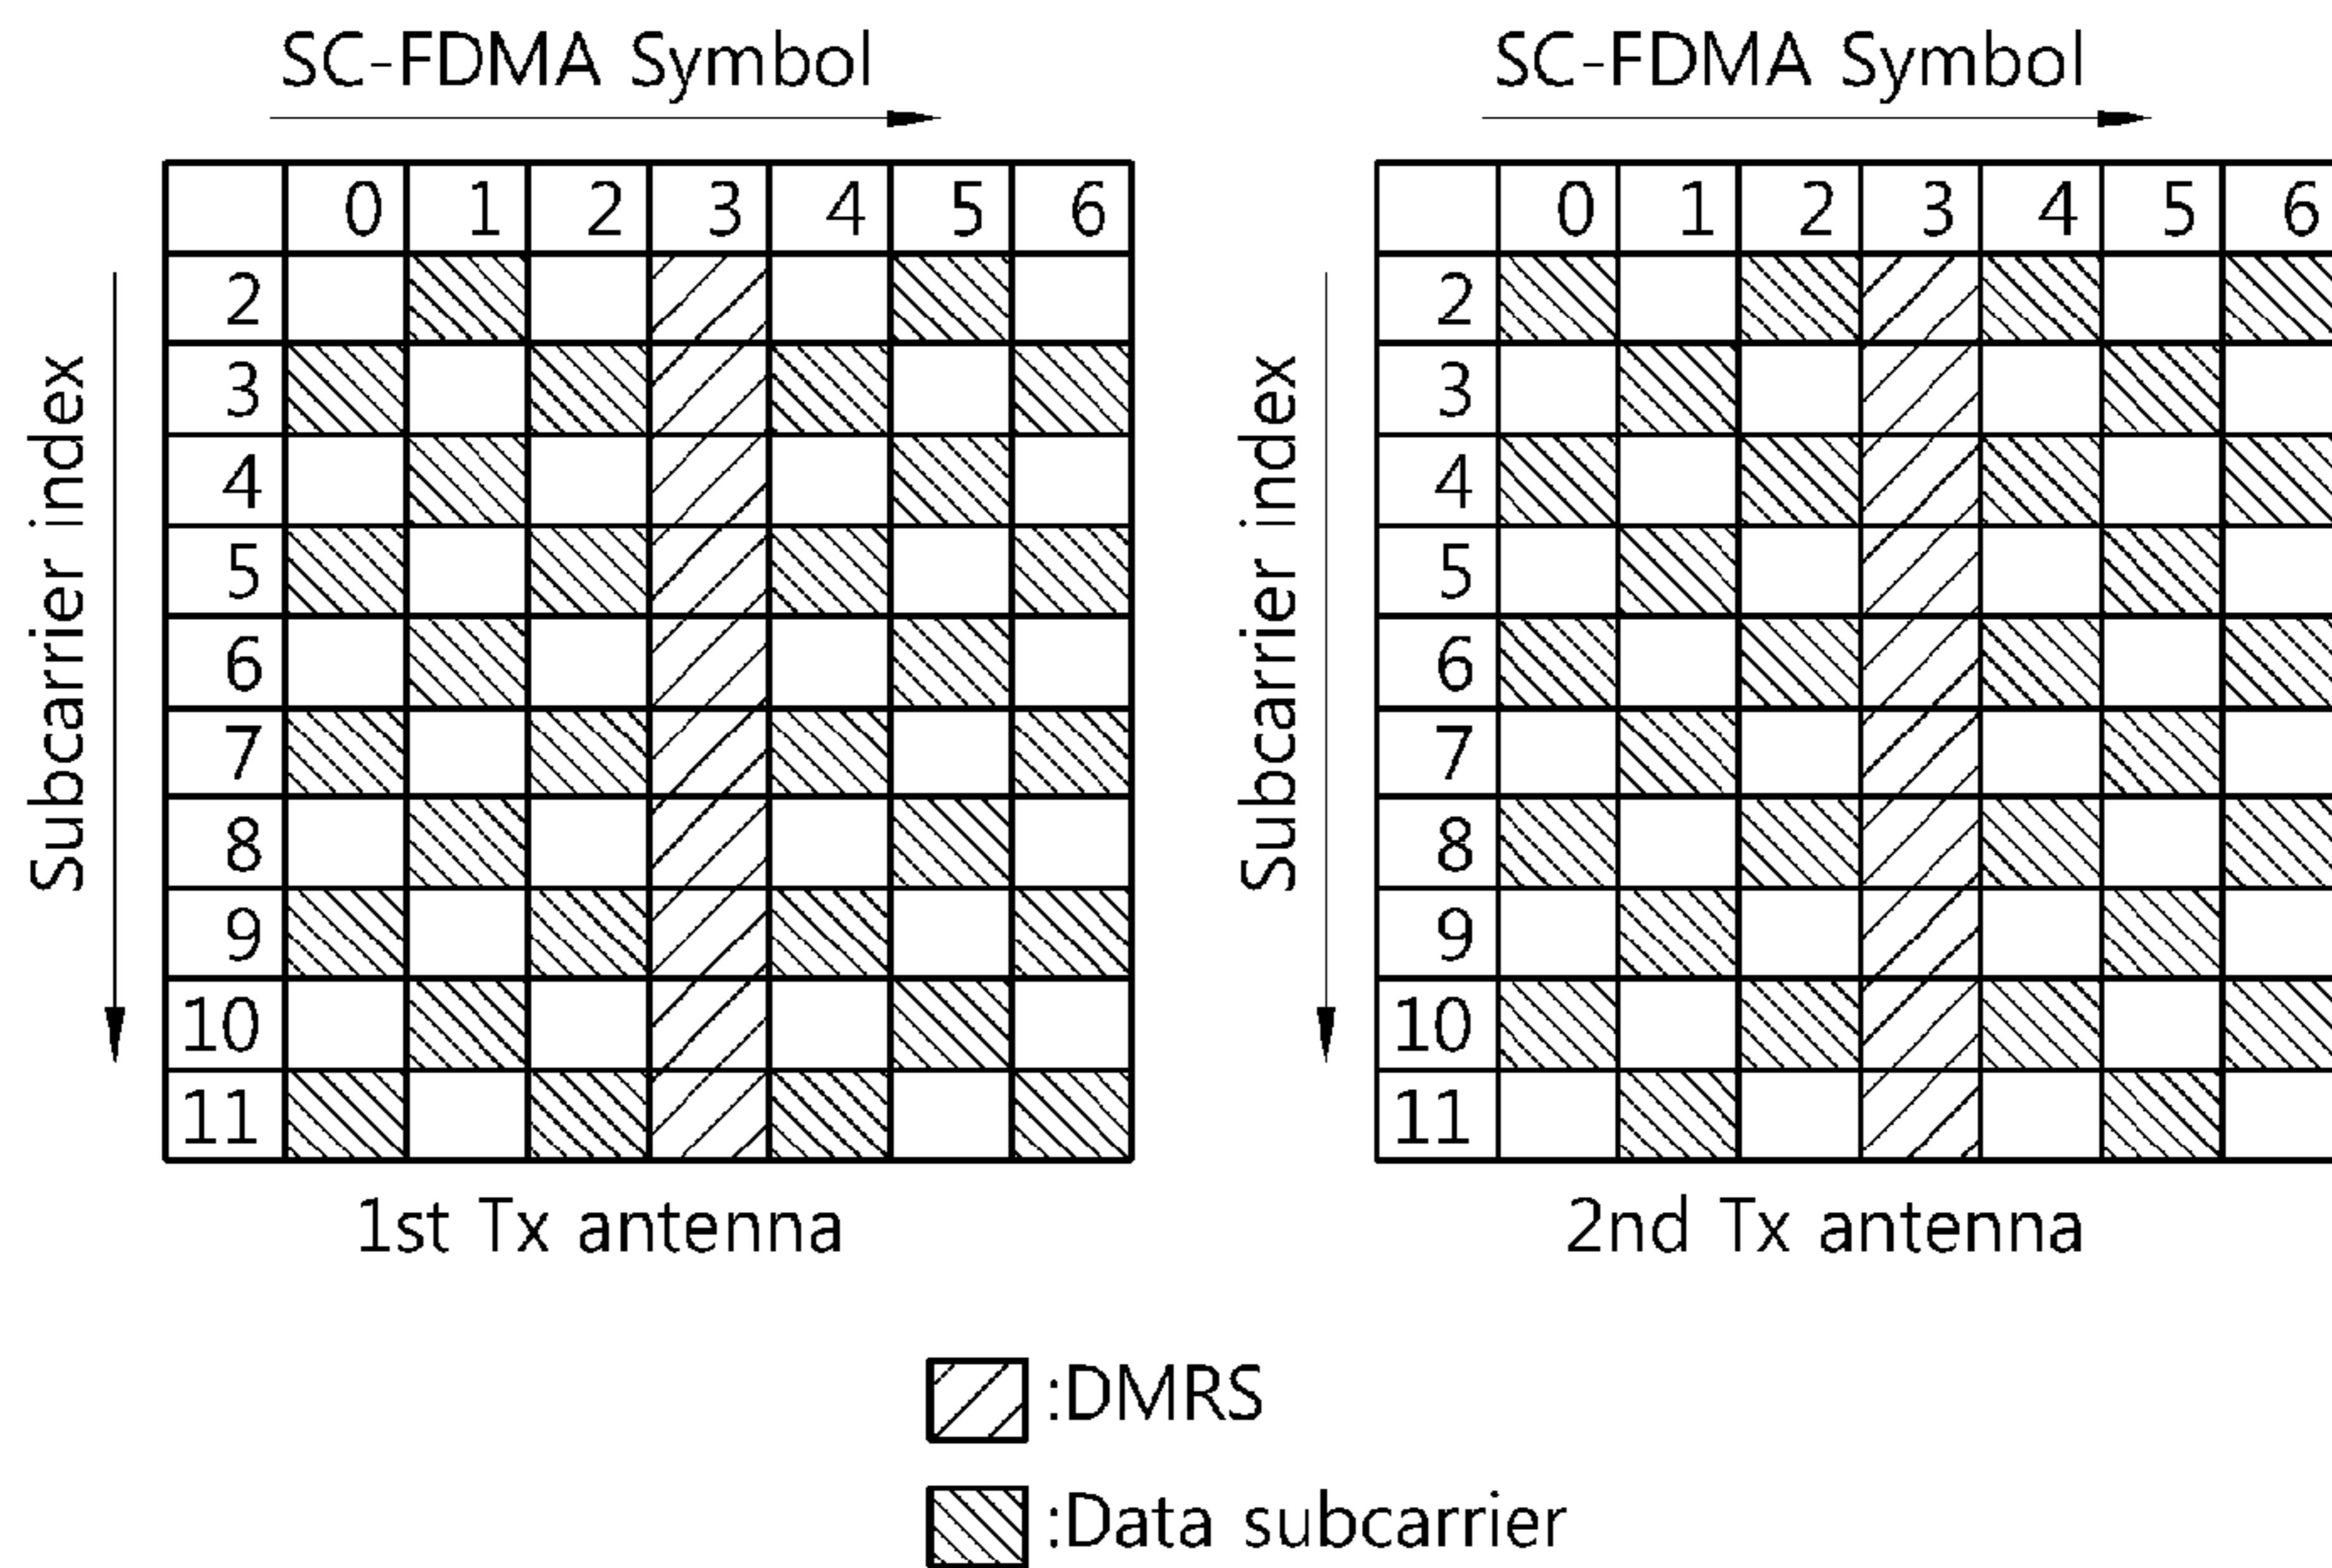 SC-FDMA Symbol
0 1 2 3 4 5 6
Subcarrier index
2
3
4
5
6
7
8
9
10
11
1st Tx antenna
SC-FDMA Symbol
0 1 2 3 4 5 6
Subcarrier index
2
3
4
5
6
7
8
9
10
11
2nd Tx antenna
:DMRS
:Data subcarrier